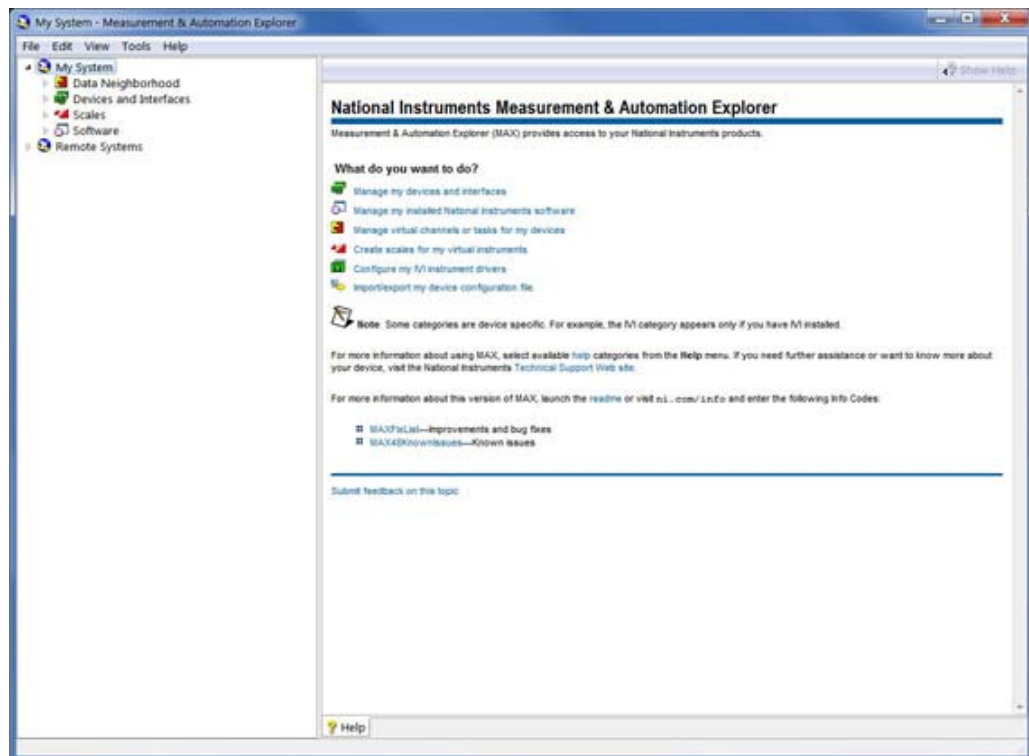 My System - Measurement & Automation Explorer
File Edit View Tools Help
My System
Data Neighborhood
Devices and Interfaces
Scales
Software
Remote Systems
Show Help
National Instruments Measurement & Automation Explorer
Measurement & Automation Explorer (MAX) provides access to your National Instruments products.
What do you want to do?
Manage my devices and interfaces
Manage my installed National Instruments software
Manage virtual channels or tasks for my devices
Create scales for my virtual instruments
Configure my IVI instrument drivers
Import/export my device configuration file.
Note Some categories are device specific. For example, the IVI category appears only if you have IVI installed.
For more information about using MAX, select available help categories from the Help menu. If you need further assistance or want to know more about
your device, visit the National Instruments Technical Support Web site.
For more information about this version of MAX, launch the readme or visit ni.com/info and enter the following Info Codes:
MAXFixList—Improvements and bug fixes
MAX48KnownIssues—Known issues
Submit feedback on this topic
Help